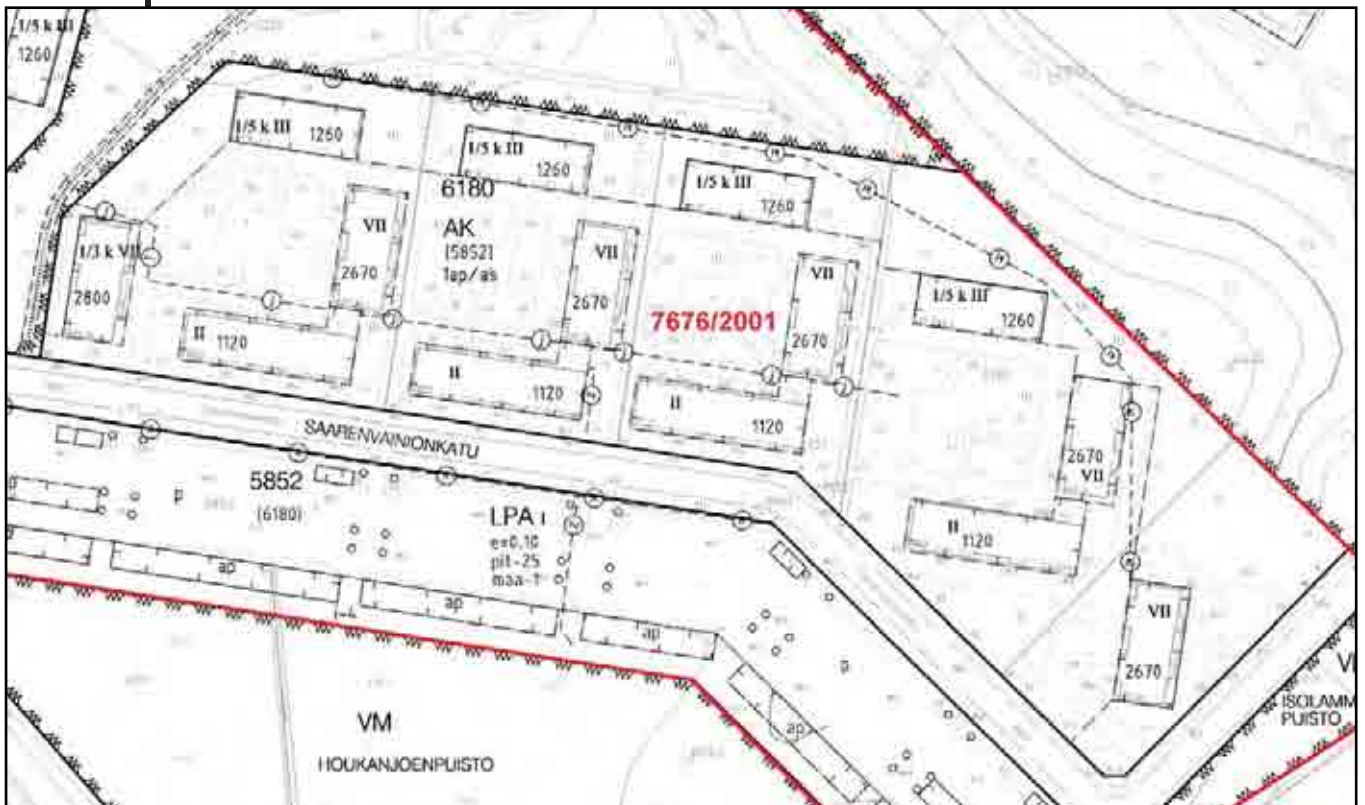 1/5 k III
1260
1/5 k III
1260
1/5 k III
1260
1/5 k III
1260
6180
AK
(5852)
1ap/as
VII
2670
VII
2670
VII
2670
1/3 k VII
2800
7676/2001
1/5 k III
1260
II
1120
II
1120
II
1120
2670
VII
SAARENVAINIONKATU
5852
(6180)
LPA 1
e=0,10
pit-25
maa-1
II
1120
ap
ap
ap
VII
2670
ap
VM
HOUKANJOENPUISTO
ISOLAMM
PUISTO